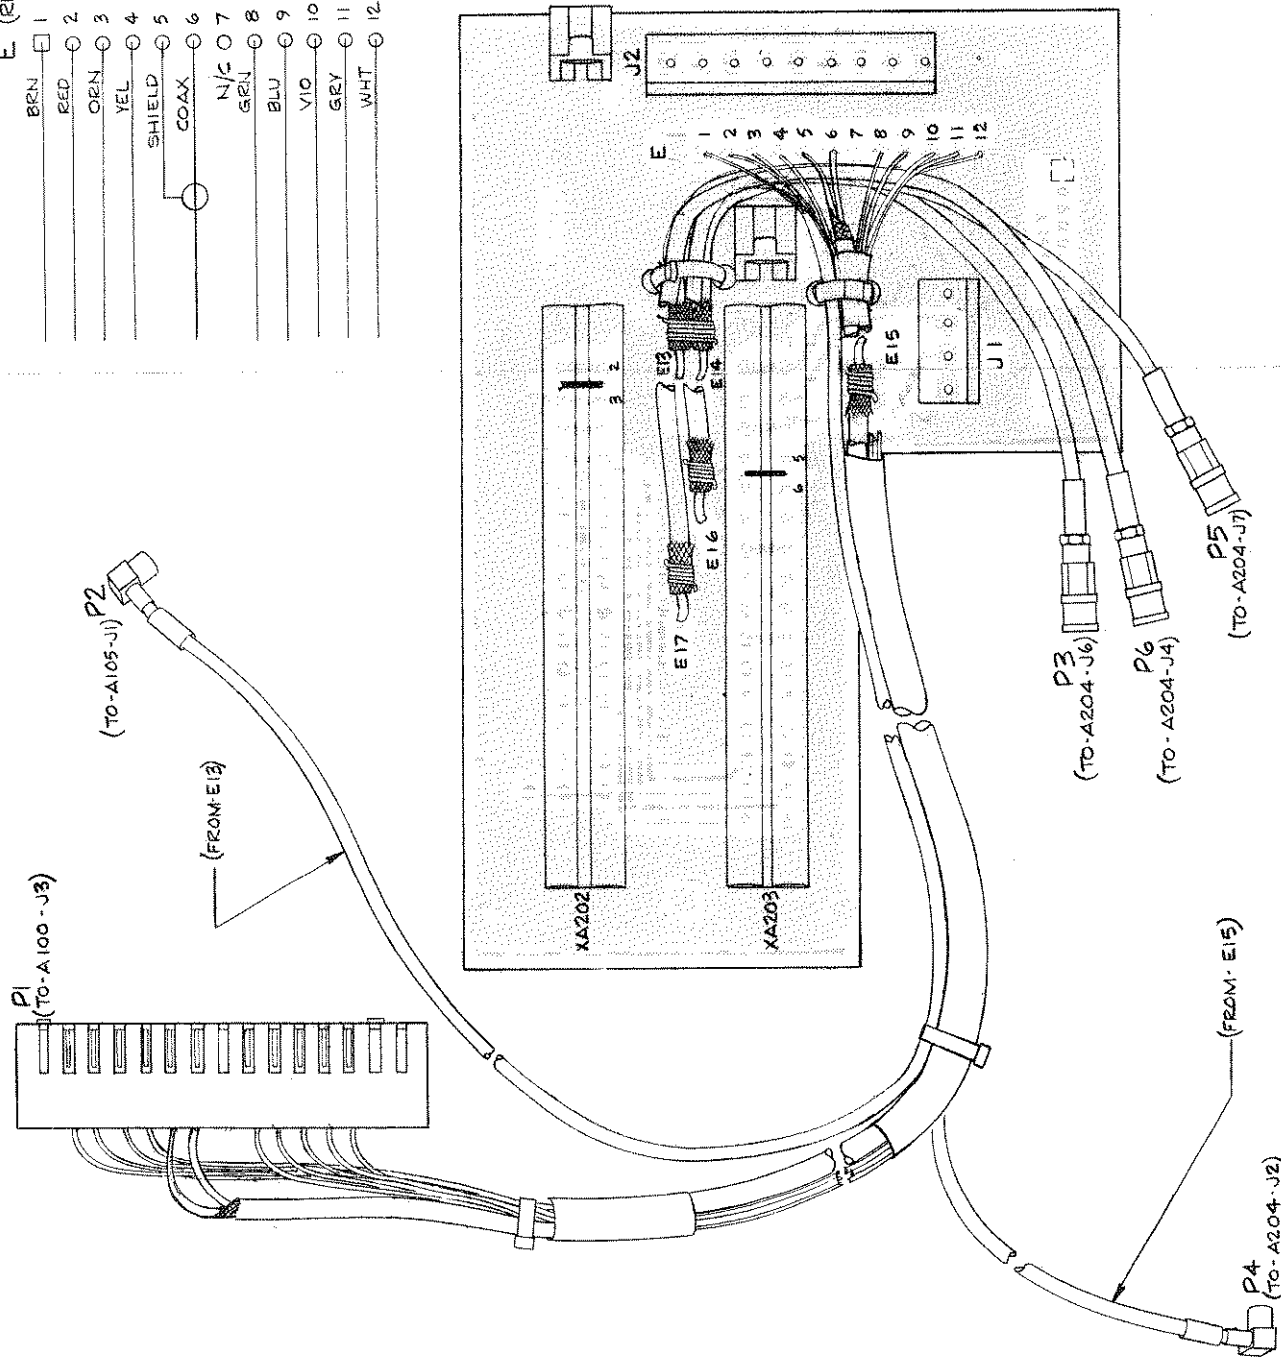 E
BRN 1
RED 2
ORN 3
YEL 4
SHIELD 5
COAX 6
N/C 7
GRN 8
BLU 9
VIO 10
GRY 11
WHT 12
J2
E
1
2
3
4
5
6
7
8
9
10
11
12
E13
E14
E15
E16
E17
2
3
5
6
J1
XA202
XA203
P1
(TO-A100-J3)
P2
(TO-A105-J1)
(FROM-E13)
P3
(TO-A204-J6)
P6
(TO-A204-J4)
P5
(TO-A204-J7)
(FROM-E15)
P4
(TO-A204-J2)